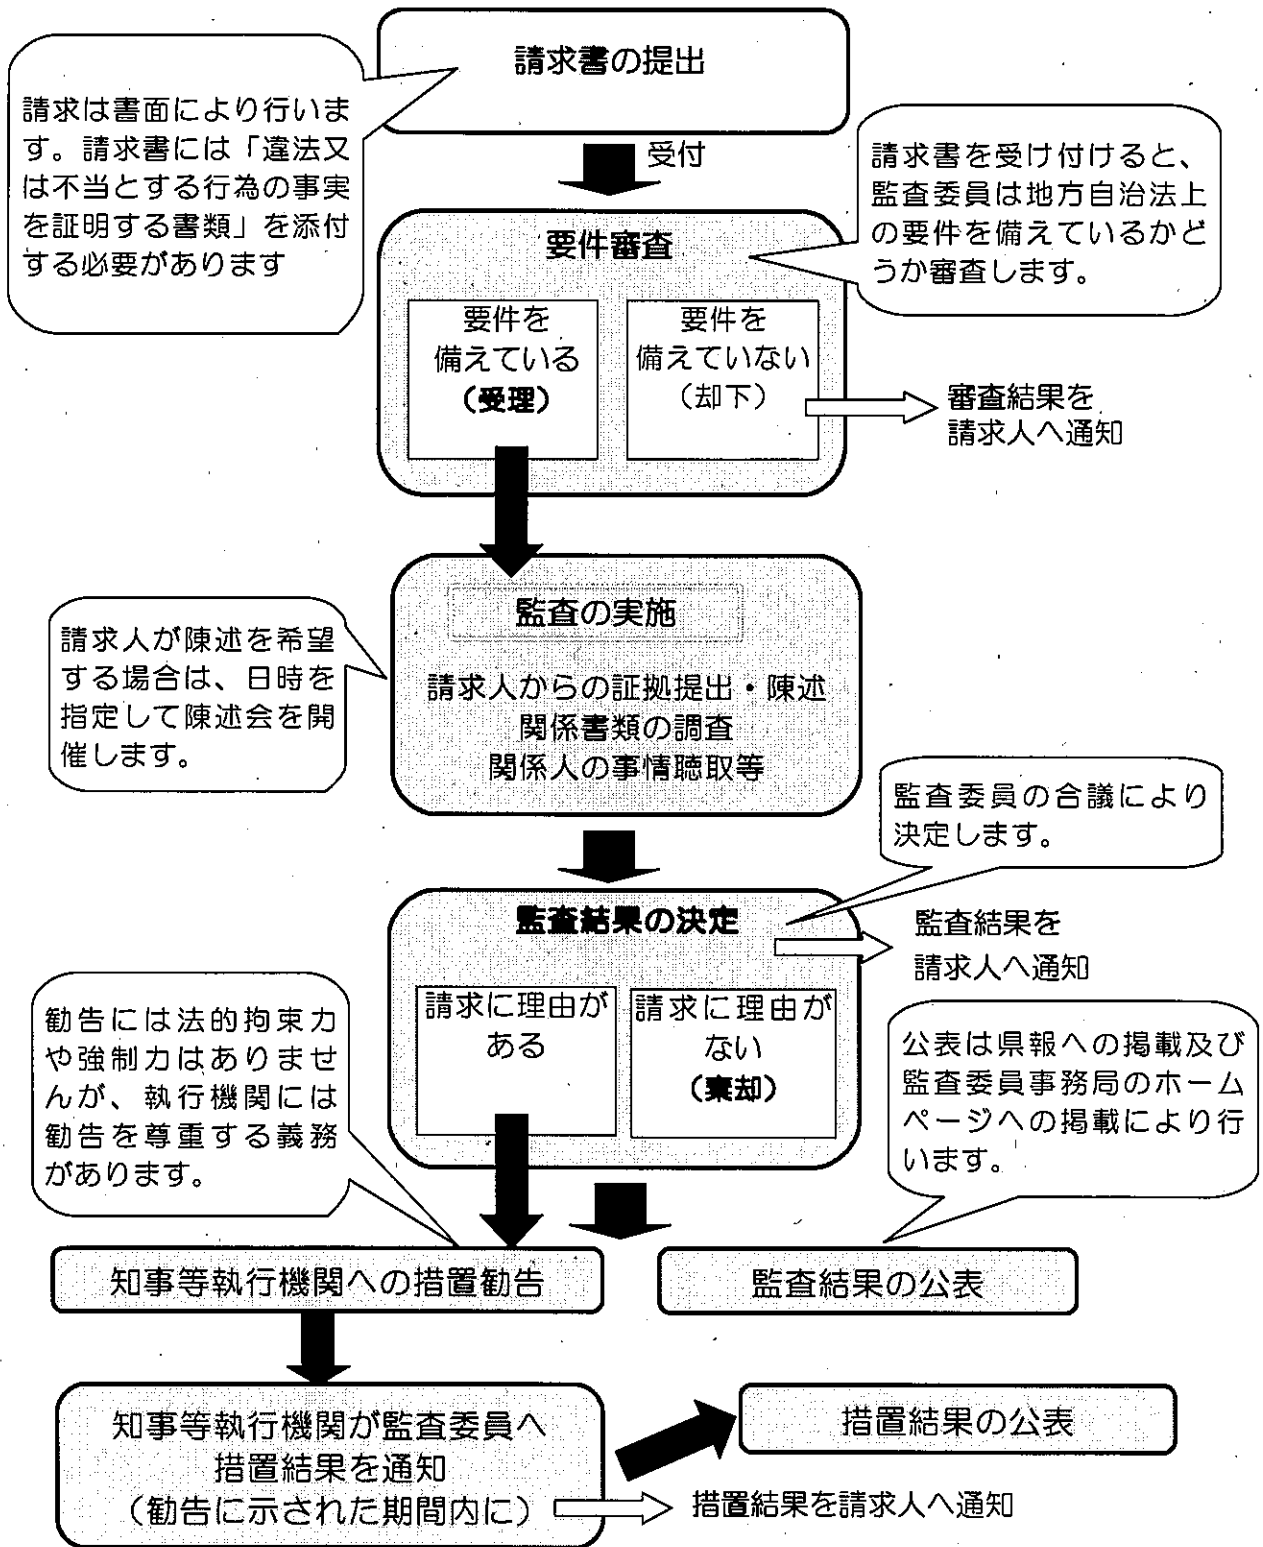 請求書の提出
請求は書面により行いま
す。請求書には「違法又
は不当とする行為の事実
を証明する書類」を添付
する必要があります
受付
請求書を受け付けると、
監査委員は地方自治法上
の要件を備えているかど
うか審査します。
要件審査
要件を
備えている
(受理)
要件を
備えていない
(却下)
審査結果を
請求人へ通知
監査の実施
請求人からの証拠提出・陳述
関係書類の調査
関係人の事情聴取等
請求人が陳述を希望
する場合は、日時を
指定して陳述会を開
催します。
監査委員の合議により
決定します。
監査結果の決定
監査結果を
請求人へ通知
請求に理由が
ある
請求に理由が
ない
(棄却)
勧告には法的拘束力
や強制力はありませ
んが、執行機関には
勧告を尊重する義務
があります。
公表は県報への掲載及び
監査委員事務局のホーム
ページへの掲載により行
います。
知事等執行機関への措置勧告
監査結果の公表
知事等執行機関が監査委員へ
措置結果を通知
(勧告に示された期間内に)
措置結果の公表
措置結果を請求人へ通知